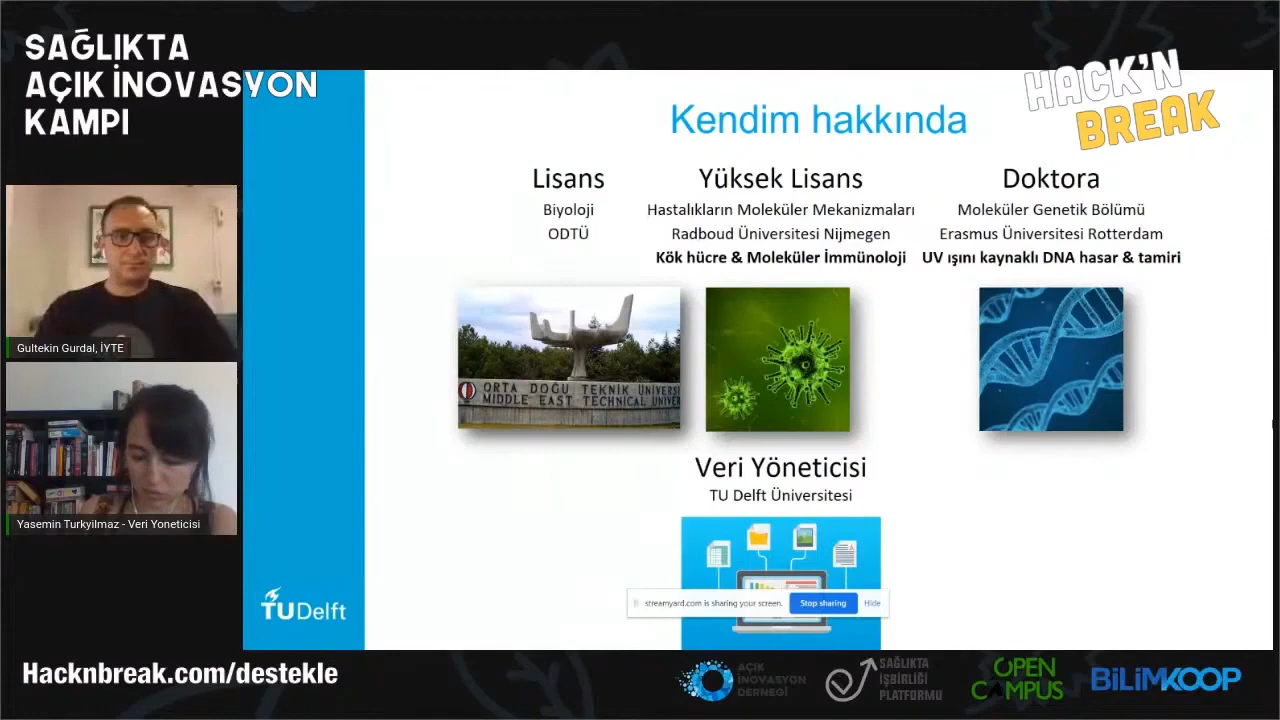 SAĞLIKTA
AÇIK İNOVASYON
KAMPI
HACK'N
BREAK
Kendim hakkında
Lisans
Biyoloji
ODTÜ
Yüksek Lisans
Hastalıkların Moleküler Mekanizmaları
Radboud Üniversitesi Nijmegen
Kök hücre & Moleküler İmmünoloji
Doktora
Moleküler Genetik Bölümü
Erasmus Üniversitesi Rotterdam
UV ışını kaynaklı DNA hasar & tamiri
Gultekin Gurdal, İYTE
ORTA DOĞU TEKNİK ÜNİVERSİ
MIDDLE EAST TECHNICAL UNIVER
Yasemin Turkyilmaz - Veri Yoneticisi
Veri Yöneticisi
TU Delft Üniversitesi
streamyard.com is sharing your screen.
Stop sharing
Hide
TUDelft
Hacknbreak.com/destekle
AÇIK
İNOVASYON
DERNEĞİ
SAĞLIKTA
İŞBİRLİĞİ
PLATFORMU
OPEN
CAMPUS
BİLİMKOOP